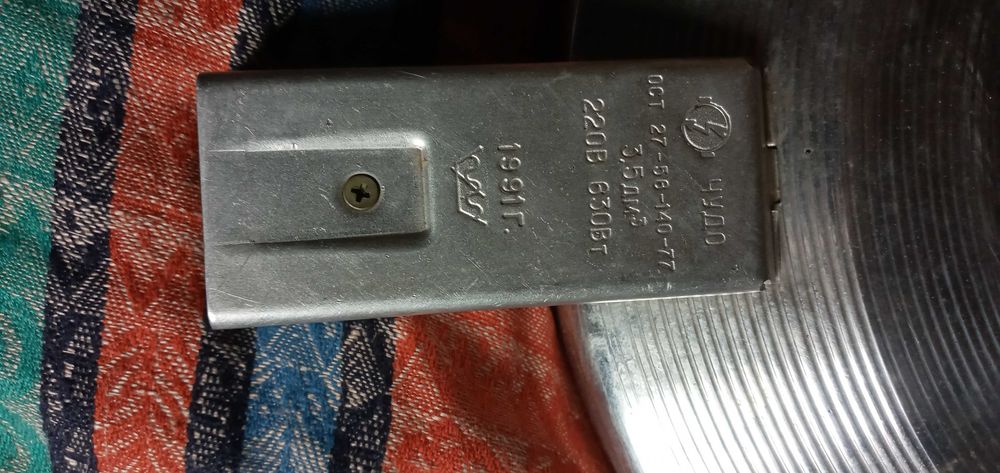 ЧУДО
ОСТ 27-56-140-77
3,5дм3
220В 630Вт
1991г.